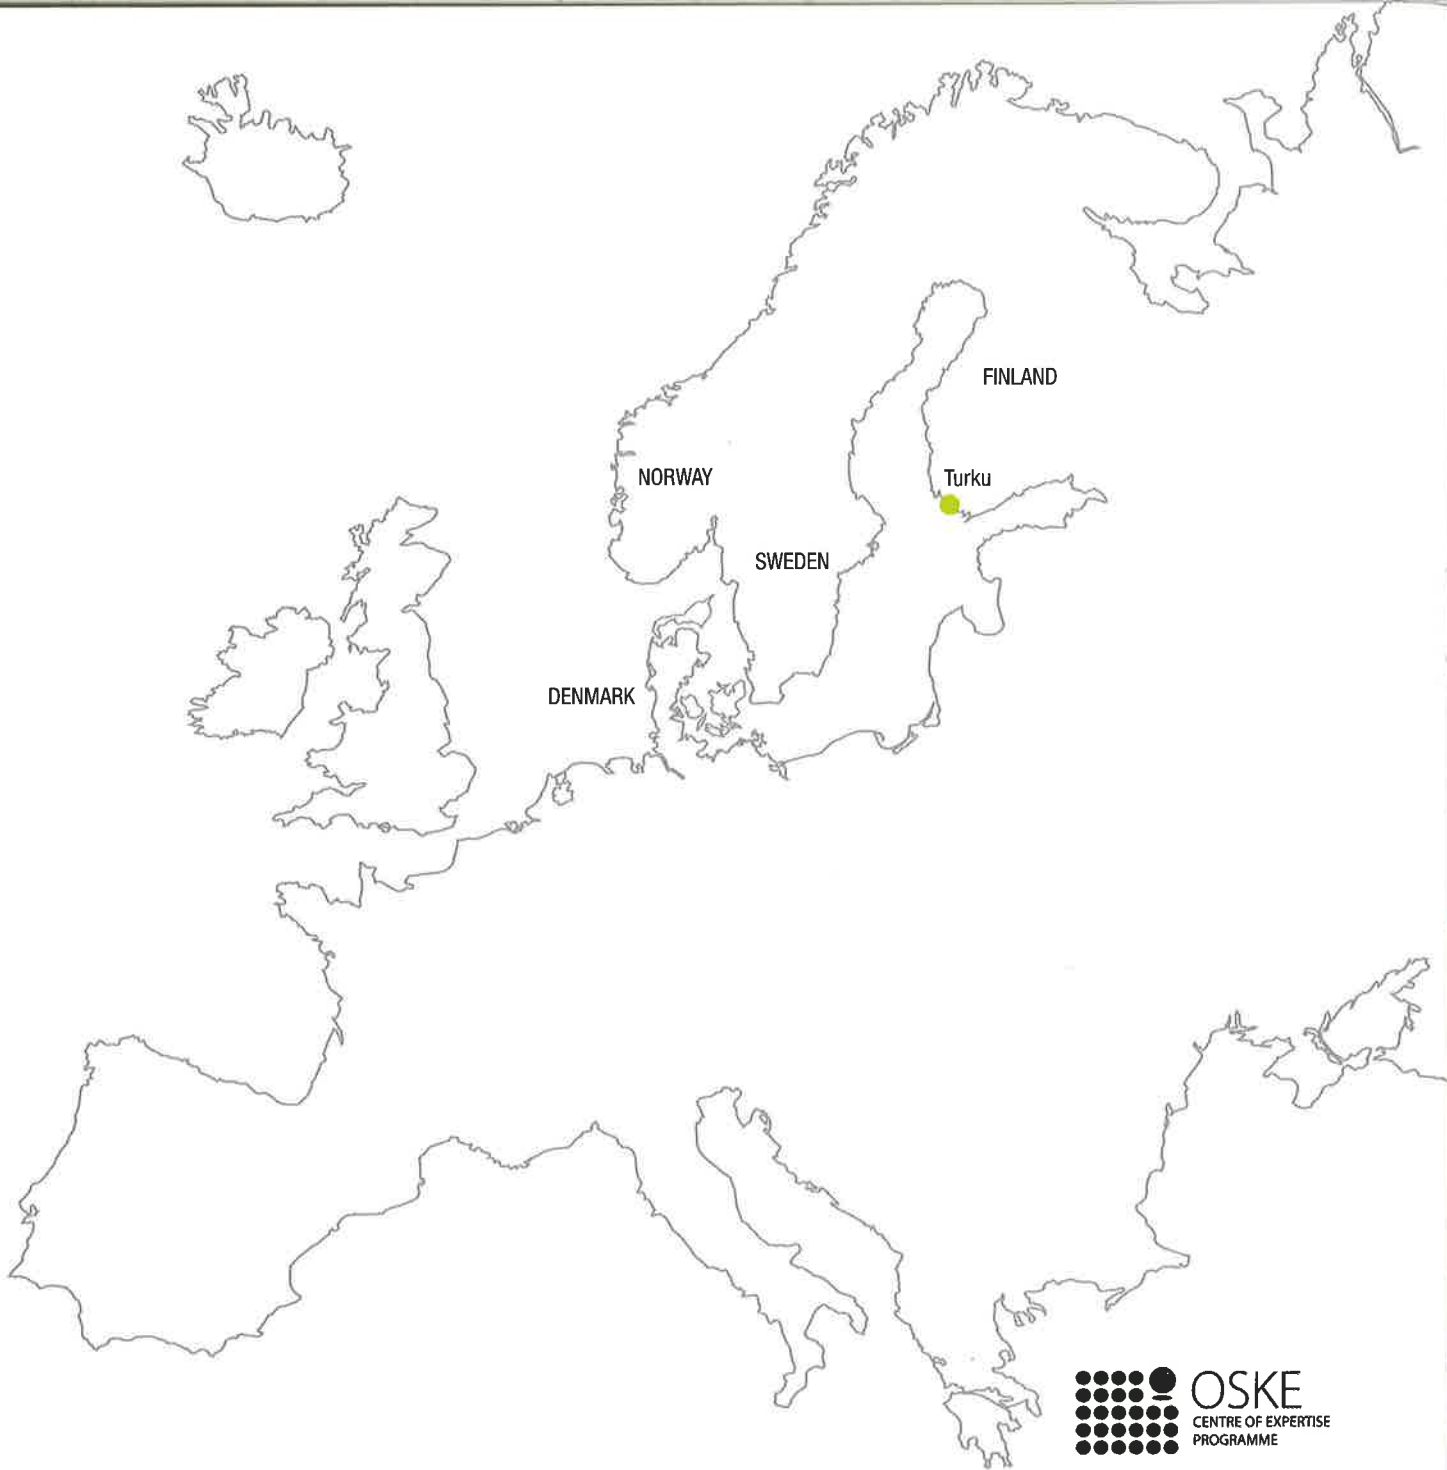 FINLAND
NORWAY
Turku
SWEDEN
DENMARK
OSKE
CENTRE OF EXPERTISE
PROGRAMME